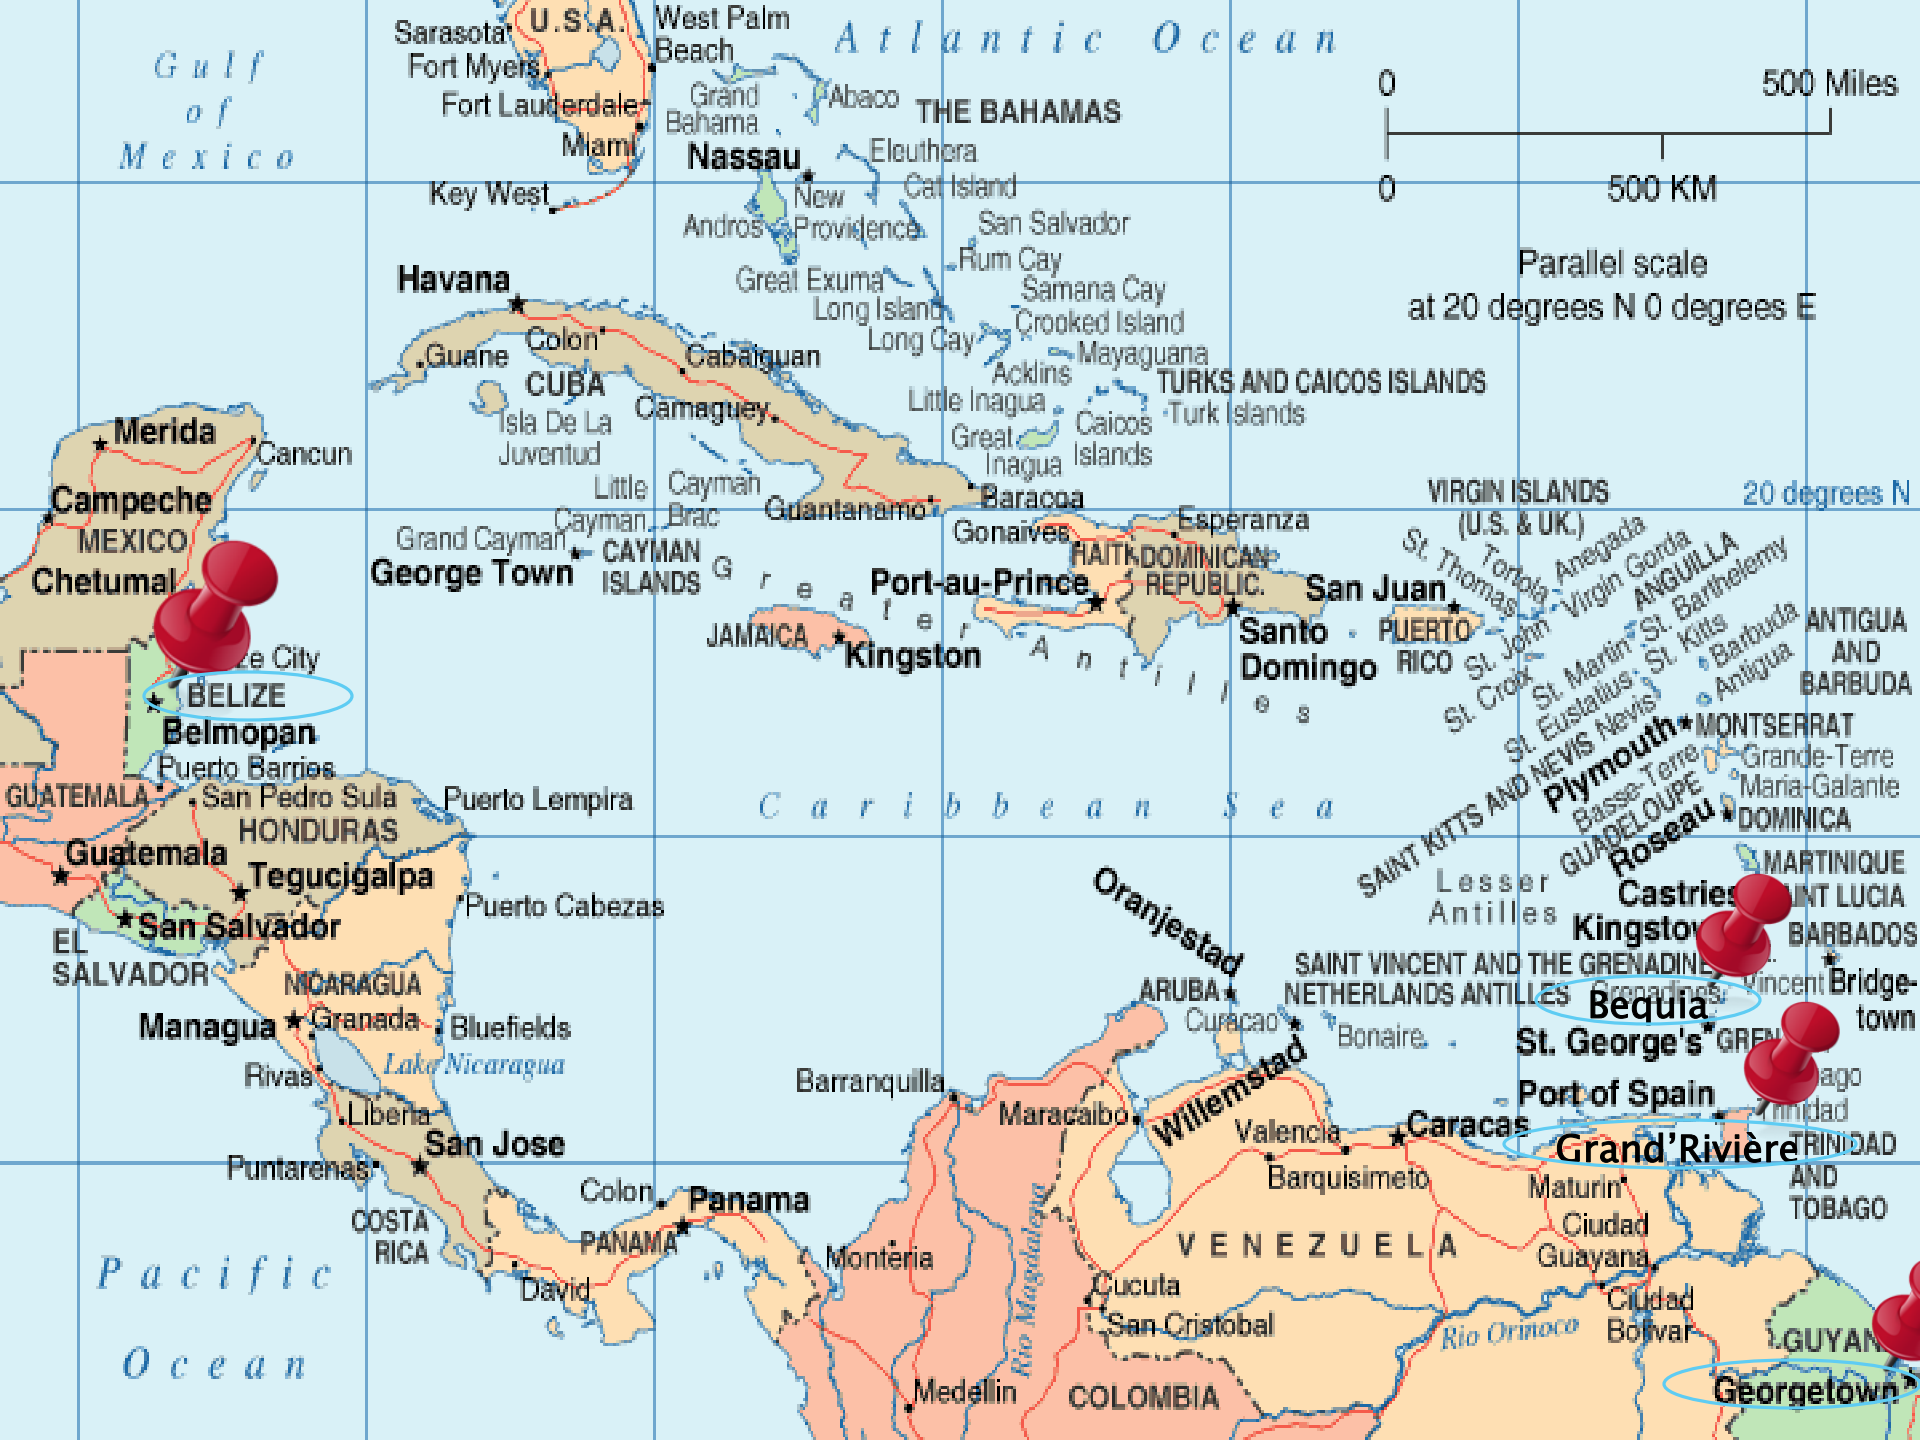 U.S.A.
West Palm
Beach
Sarasota
Fort Myers
Fort Lauderdale
Miami
Key West
Gulf
of
Mexico
Atlantic Ocean
Grand
Bahama
Abaco
THE BAHAMAS
Nassau
Eleuthera
New
Providence
Cat Island
Andros
San Salvador
Rum Cay
Great Exuma
Samana Cay
Long Island
Crooked Island
Long Cay
Mayaguana
Acklins
TURKS AND CAICOS ISLANDS
Little Inagua
Turk Islands
Caicos
Islands
Great
Inagua
0
500 Miles
0
500 KM
Parallel scale
at 20 degrees N 0 degrees E
Havana
Colon
Guane
Cabaiguan
CUBA
Camaguey
Isla De La
Juventud
Little
Cayman
Cayman
Brac
Guantanamo
Baracoa
Grand Cayman
George Town
CAYMAN
ISLANDS
Greater Antilles
Merida
Cancun
Campeche
MEXICO
Chetumal
ze City
BELIZE
Belmopan
Puerto Barrios
GUATEMALA
San Pedro Sula
HONDURAS
Puerto Lempira
Guatemala
Tegucigalpa
Puerto Cabezas
San Salvador
EL
SALVADOR
NICARAGUA
Managua
Granada
Bluefields
Lake Nicaragua
Rivas
Liberia
San Jose
Puntarenas
COSTA
RICA
Colon
Panama
PANAMA
David
Pacific
Ocean
Gonaives
Esperanza
HAITI
DOMINICAN
REPUBLIC.
Port-au-Prince
JAMAICA
Kingston
Santo
Domingo
San Juan
PUERTO
RICO
20 degrees N
VIRGIN ISLANDS
(U.S. & UK.)
St. Thomas
Tortola
Anegada
Virgin Gorda
ANGUILLA
St. Barthelemy
St. John
St. Croix
St. Martin
St. Kitts
St. Eustatius
Barbuda
Antigua
ANTIGUA
AND
BARBUDA
SAINT KITTS AND NEVIS
Nevis
Plymouth
MONTSERRAT
Basse-Terre
Grande-Terre
GUADELOUPE
Maria-Galante
Roseau
DOMINICA
Caribbean Sea
MARTINIQUE
Lesser
Antilles
Castries
INT LUCIA
Kingstow
BARBADOS
SAINT VINCENT AND THE GRENADINE
Vincent
Bridge-
town
NETHERLANDS ANTILLES
Grenadines
Bequia
Oranjestad
ARUBA
Curacao
Bonaire
Willemstad
St. George's
GREN
Port of Spain
ago
Trinidad
Grand'Rivière
TRINIDAD
AND
TOBAGO
Barranquilla
Maracaibo
Valencia
Caracas
Barquisimeto
Maturin
VENEZUELA
Ciudad
Guayana
Monteria
Rio Magdalena
Cucuta
San Cristobal
Rio Orinoco
Ciudad
Bolivar
GUYAN
Georgetown
Medellin
COLOMBIA